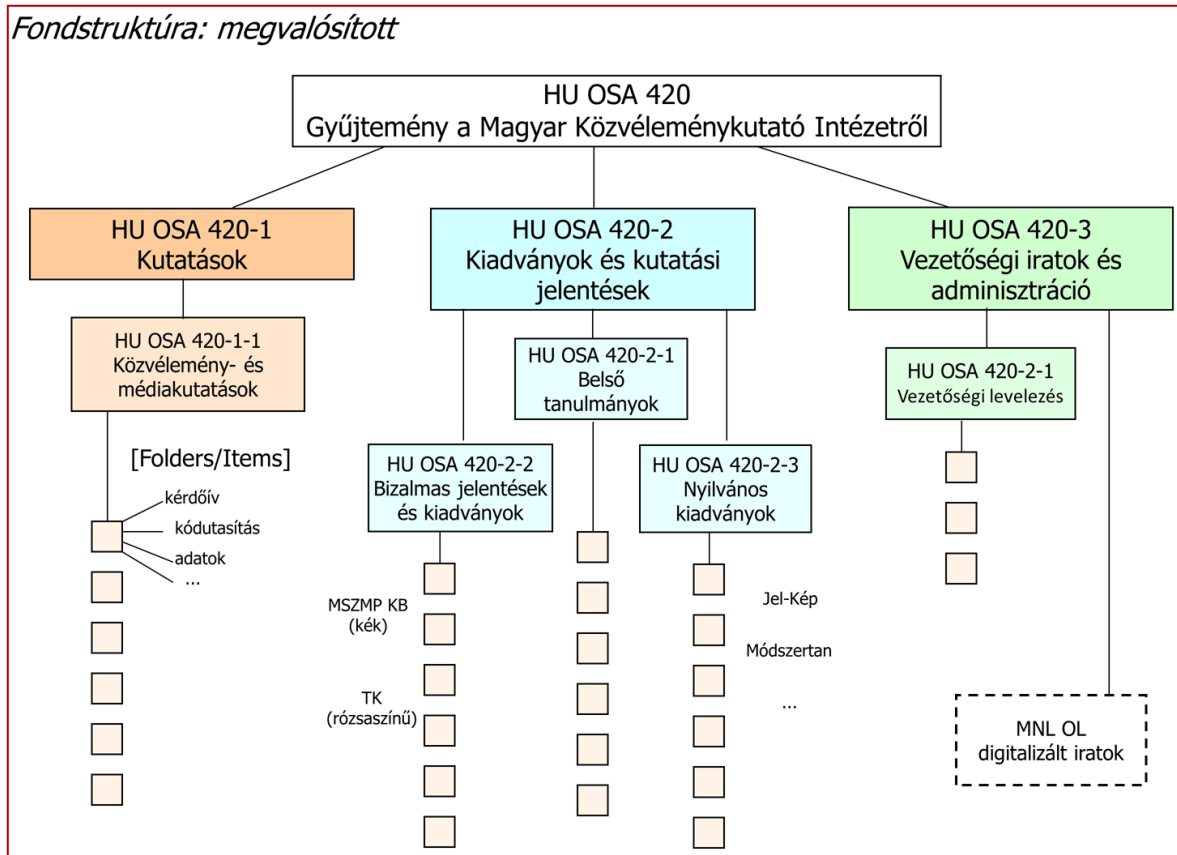 Fondstruktúra: megvalósított
HU OSA 420
Gyűjtemény a Magyar Közvéleménykutató Intézetről
HU OSA 420-1
Kutatások
HU OSA 420-2
Kiadványok és kutatási
jelentések
HU OSA 420-3
Vezetőségi iratok és
adminisztráció
HU OSA 420-1-1
Közvélemény- és
médiakutatások
HU OSA 420-2-1
Belső
tanulmányok
HU OSA 420-2-1
Vezetőségi levelezés
[Folders/Items]
kérdőív
kódutasítás
adatok
...
HU OSA 420-2-2
Bizalmas jelentések
és kiadványok
HU OSA 420-2-3
Nyilvános
kiadványok
MSZMP KB
(kék)
TK
(rózsaszínű)
Jel-Kép
Módszertan
...
MNL OL
digitalizált iratok